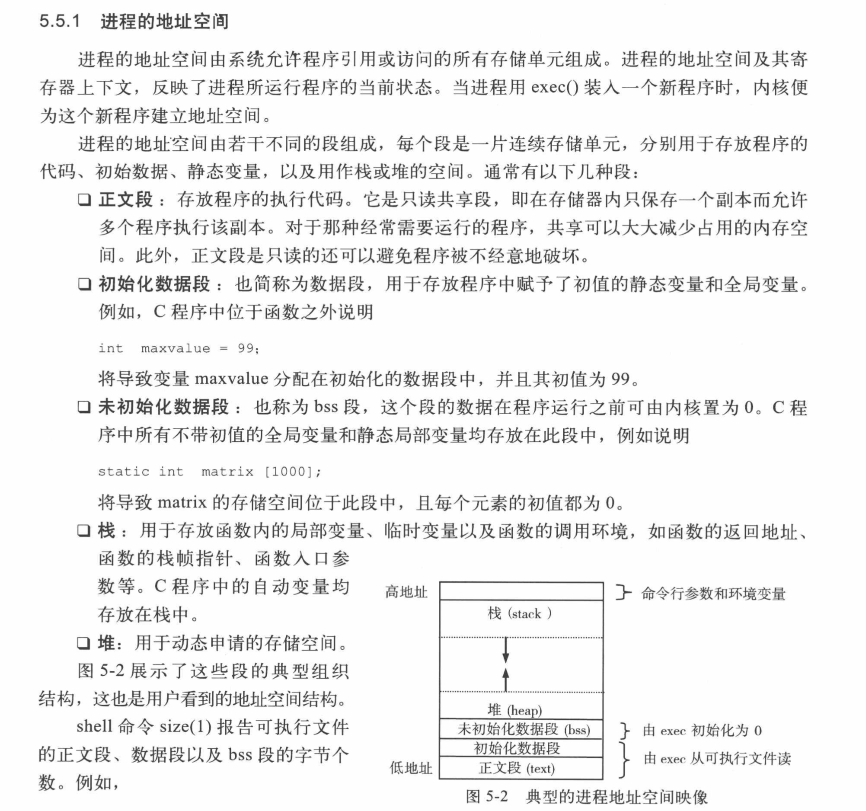 5.5.1 进程的地址空间
进程的地址空间由系统允许程序引用或访问的所有存储单元组成。进程的地址空间及其寄
存器上下文，反映了进程所运行程序的当前状态。当进程用 exec() 装入一个新程序时，内核便
为这个新程序建立地址空间。
进程的地址空间由若干不同的段组成，每个段是一片连续存储单元，分别用于存放程序的
代码、初始数据、静态变量，以及用作栈或堆的空间。通常有以下几种段：
❑ 正文段：存放程序的执行代码。它是只读共享段，即在存储器内只保存一个副本而允许
多个程序执行该副本。对于那种经常需要运行的程序，共享可以大大减少占用的内存空
间。此外，正文段是只读的还可以避免程序被不经意地破坏。
❑ 初始化数据段：也简称为数据段，用于存放程序中赋予了初值的静态变量和全局变量。
例如，C 程序中位于函数之外说明
int maxvalue = 99;
将导致变量 maxvalue 分配在初始化的数据段中，并且其初值为 99。
❑ 未初始化数据段：也称为 bss 段，这个段的数据在程序运行之前可由内核置为 0。C 程
序中所有不带初值的全局变量和静态局部变量均存放在此段中，例如说明
static int matrix [1000];
将导致 matrix 的存储空间位于此段中，且每个元素的初值都为 0。
❑ 栈：用于存放函数内的局部变量、临时变量以及函数的调用环境，如函数的返回地址、
函数的栈帧指针、函数入口参
数等。C 程序中的自动变量均
存放在栈中。
❑ 堆：用于动态申请的存储空间。
图 5-2 展示了这些段的典型组织
结构，这也是用户看到的地址空间结构。
shell 命令 size(1) 报告可执行文件
的正文段、数据段以及 bss 段的字节个
数。例如，
高地址
命令行参数和环境变量
栈 (stack )
堆 (heap)
未初始化数据段 (bss)
由 exec 初始化为 0
初始化数据段
由 exec 从可执行文件读
低地址
正文段 (text)
图 5-2 典型的进程地址空间映像